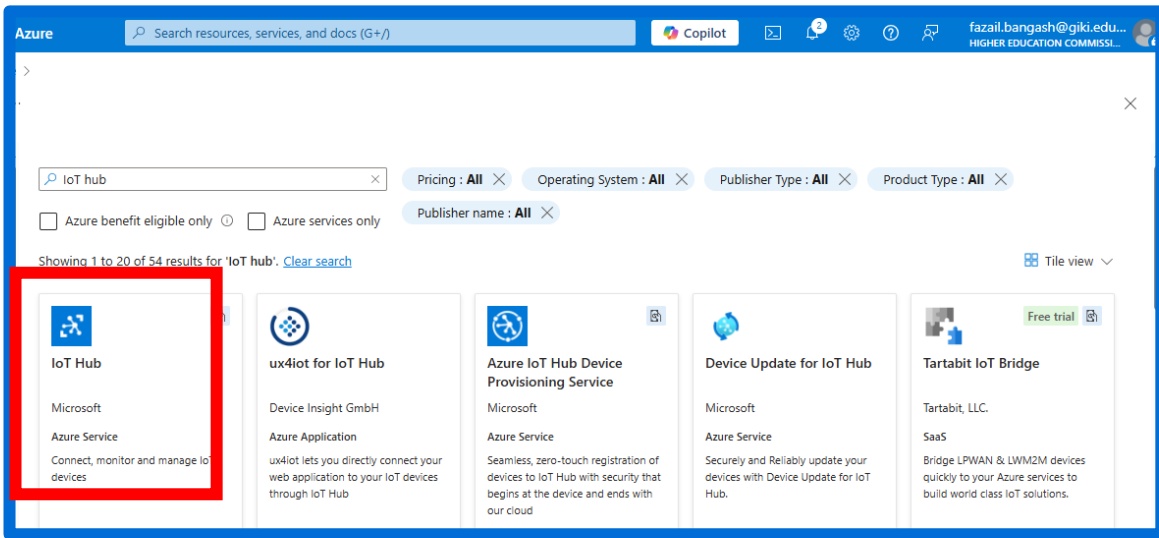 Azure
Search resources, services, and docs (G+/)
Copilot
2
fazail.bangash@giki.edu...
HIGHER EDUCATION COMMISSI...
IoT hub
Pricing : All
Operating System : All
Publisher Type : All
Product Type : All
Azure benefit eligible only
Azure services only
Publisher name : All
Showing 1 to 20 of 54 results for 'IoT hub'. Clear search
Tile view
IoT Hub
Microsoft
Azure Service
Connect, monitor and manage IoT
devices
ux4iot for IoT Hub
Device Insight GmbH
Azure Application
ux4iot lets you directly connect your
web application to your IoT devices
through IoT Hub
Azure IoT Hub Device
Provisioning Service
Microsoft
Azure Service
Seamless, zero-touch registration of
devices to IoT Hub with security that
begins at the device and ends with
our cloud
Device Update for IoT Hub
Microsoft
Azure Service
Securely and Reliably update your
devices with Device Update for IoT
Hub.
Free trial
Tartabit IoT Bridge
Tartabit, LLC.
SaaS
Bridge LPWAN & LWM2M devices
quickly to your Azure services to
build world class IoT solutions.